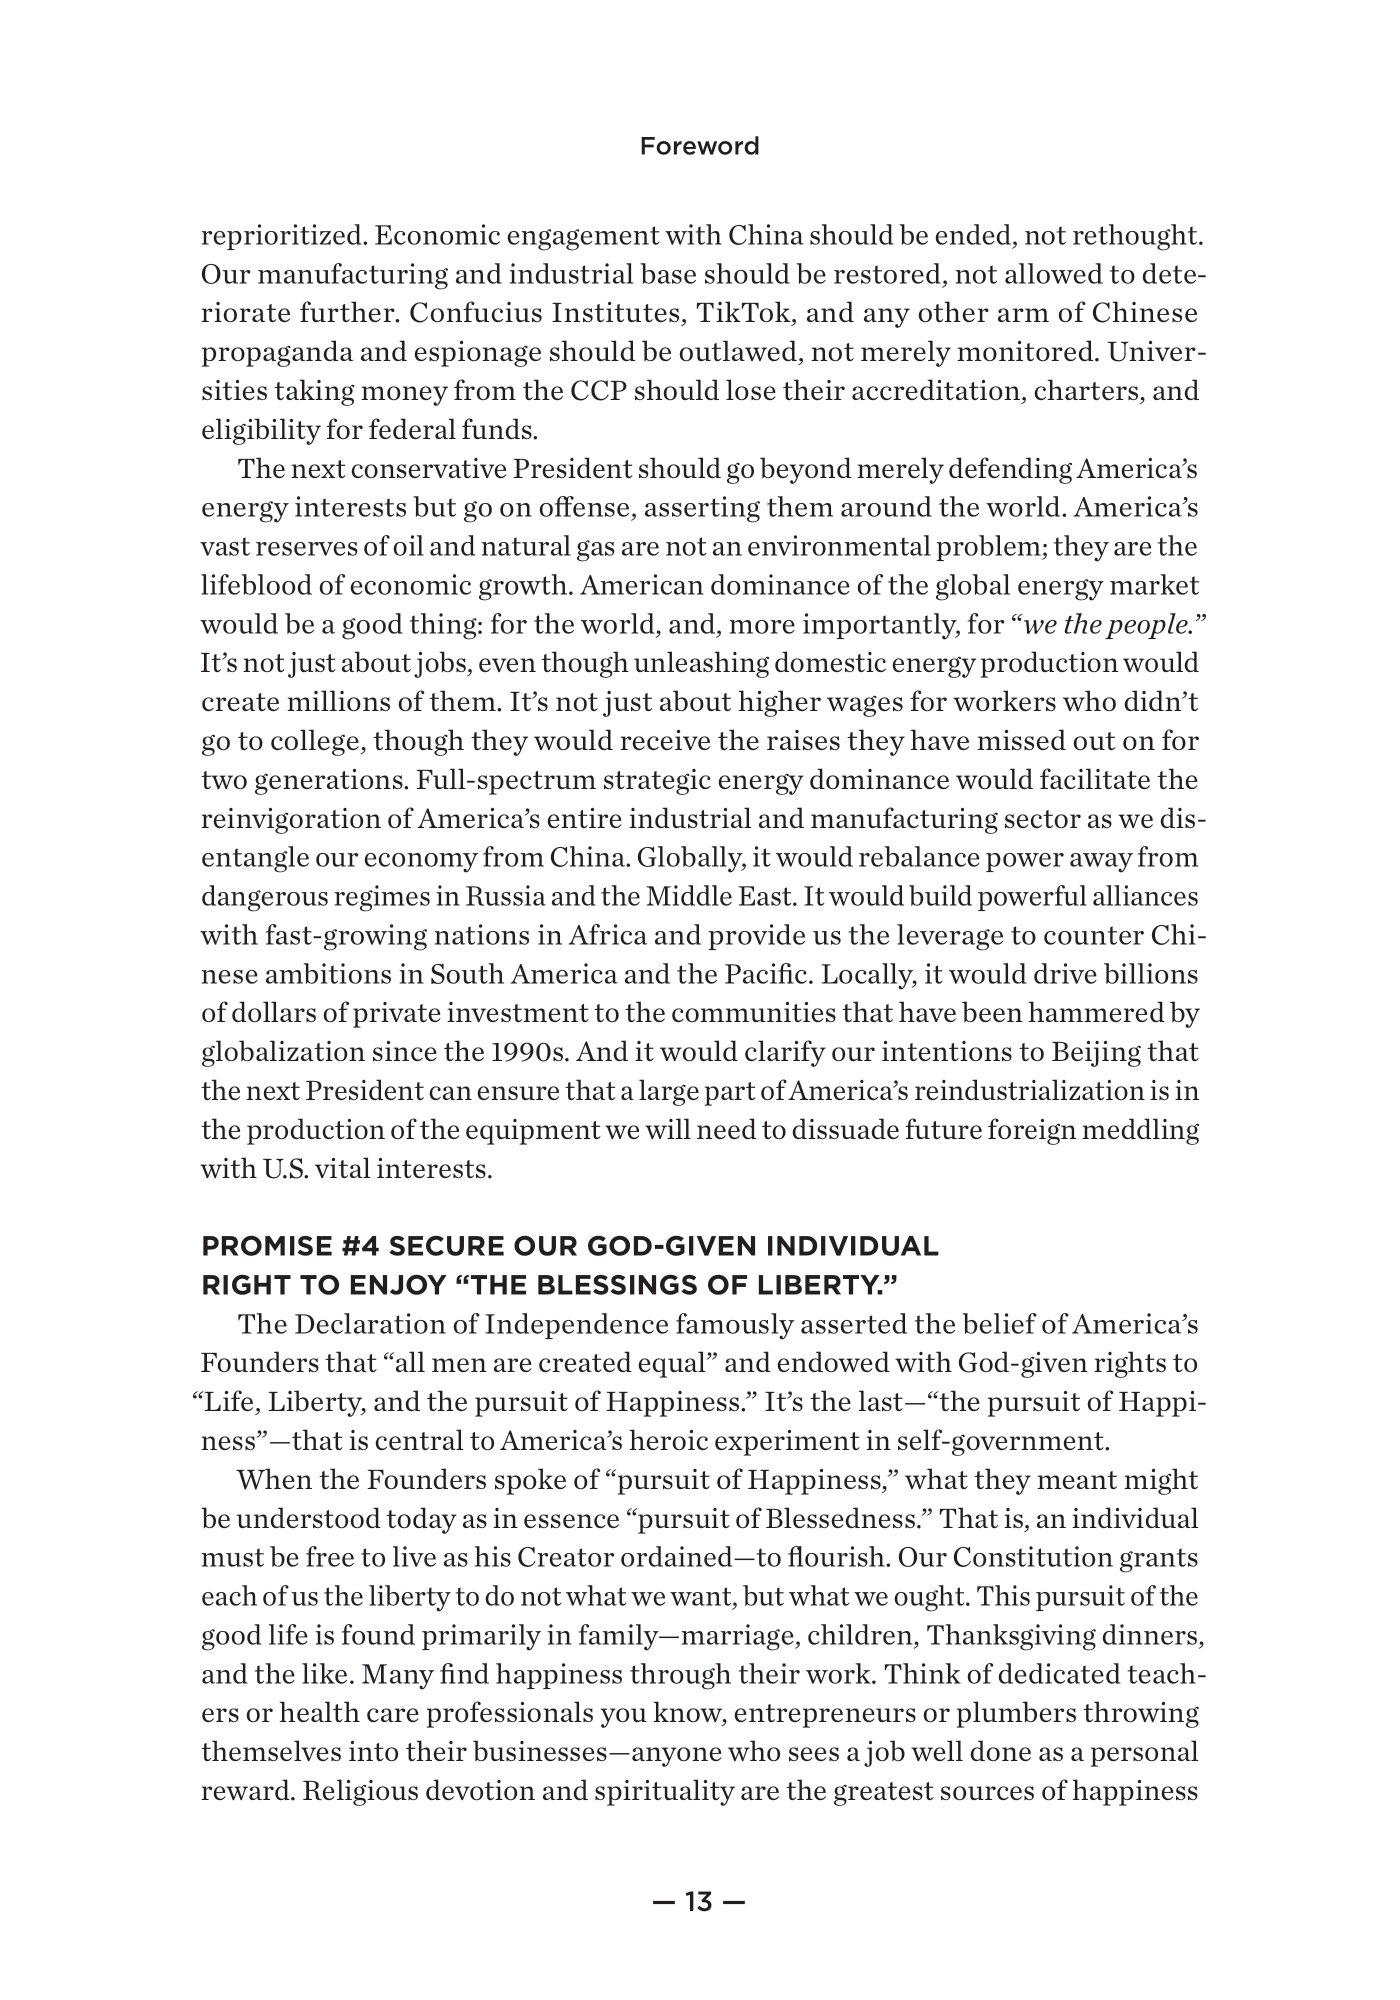 Foreword
reprioritized. Economic engagement with China should be ended, not rethought.
Our manufacturing and industrial base should be restored, not allowed to dete-
riorate further. Confucius Institutes, TikTok, and any other arm of Chinese
propaganda and espionage should be outlawed, not merely monitored. Univer-
sities taking money from the CCP should lose their accreditation, charters, and
eligibility for federal funds.
The next conservative President should go beyond merely defending America’s
energy interests but go on offense, asserting them around the world. America’s
vast reserves of oil and natural gas are not an environmental problem; they are the
lifeblood of economic growth. American dominance of the global energy market
would be a good thing: for the world, and, more importantly, for “we the people.”
It’s not just about jobs, even though unleashing domestic energy production would
create millions of them. It’s not just about higher wages for workers who didn’t
go to college, though they would receive the raises they have missed out on for
two generations. Full-spectrum strategic energy dominance would facilitate the
reinvigoration of America’s entire industrial and manufacturing sector as we dis-
entangle our economy from China. Globally, it would rebalance power away from
dangerous regimes in Russia and the Middle East. It would build powerful alliances
with fast-growing nations in Africa and provide us the leverage to counter Chi-
nese ambitions in South America and the Pacific. Locally, it would drive billions
of dollars of private investment to the communities that have been hammered by
globalization since the 1990s. And it would clarify our intentions to Beijing that
the next President can ensure that a large part of America’s reindustrialization is in
the production of the equipment we will need to dissuade future foreign meddling
with U.S. vital interests.
PROMISE #4 SECURE OUR GOD-GIVEN INDIVIDUAL
RIGHT TO ENJOY “THE BLESSINGS OF LIBERTY.”
The Declaration of Independence famously asserted the belief of America’s
Founders that “all men are created equal” and endowed with God-given rights to
“Life, Liberty, and the pursuit of Happiness.” It’s the last—“the pursuit of Happi-
ness”—that is central to America’s heroic experiment in self-government.
When the Founders spoke of “pursuit of Happiness,” what they meant might
be understood today as in essence “pursuit of Blessedness.” That is, an individual
must be free to live as his Creator ordained—to flourish. Our Constitution grants
each of us the liberty to do not what we want, but what we ought. This pursuit of the
good life is found primarily in family—marriage, children, Thanksgiving dinners,
and the like. Many find happiness through their work. Think of dedicated teach-
ers or health care professionals you know, entrepreneurs or plumbers throwing
themselves into their businesses—anyone who sees a job well done as a personal
reward. Religious devotion and spirituality are the greatest sources of happiness
— 13 —